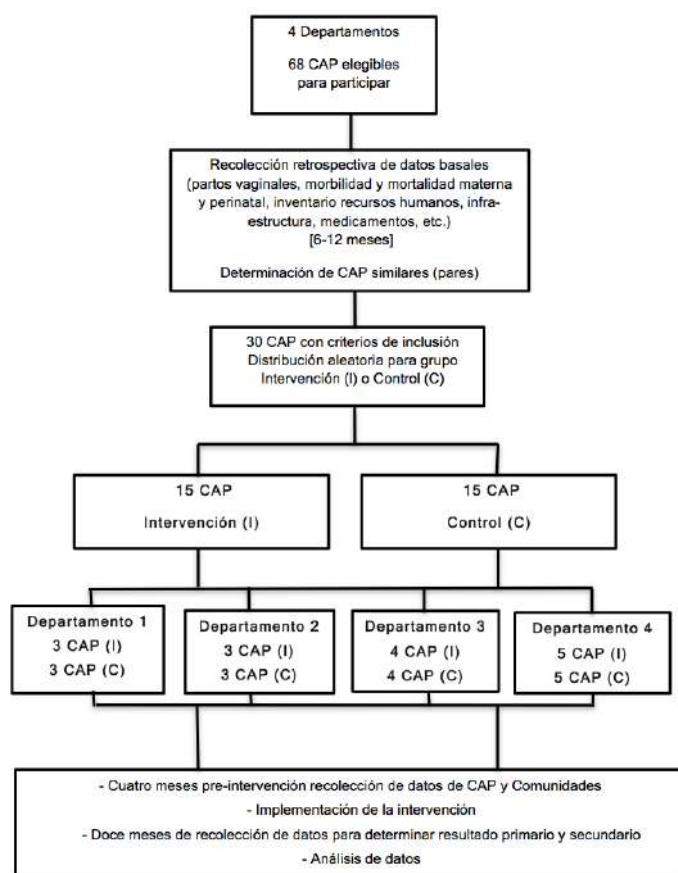 4 Departamentos
68 CAP elegibles
para participar
Recolección retrospectiva de datos basales
(partos vaginales, morbilidad y mortalidad materna
y perinatal, inventario recursos humanos, infra-
estructura, medicamentos, etc.)
[6-12 meses]
Determinación de CAP similares (pares)
30 CAP con criterios de inclusión
Distribución aleatoria para grupo
Intervención (I) o Control (C)
15 CAP
Intervención (I)
15 CAP
Control (C)
Departamento 1
3 CAP (I)
3 CAP (C)
Departamento 2
3 CAP (I)
3 CAP (C)
Departamento 3
4 CAP (I)
4 CAP (C)
Departamento 4
5 CAP (I)
5 CAP (C)
- Cuatro meses pre-intervención recolección de datos de CAP y Comunidades
- Implementación de la intervención
- Doce meses de recolección de datos para determinar resultado primario y secundario
- Análisis de datos